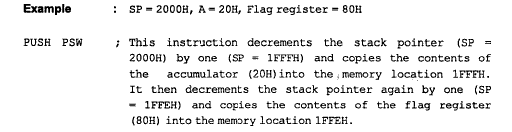 Example : SP = 2000H, A = 20H, Flag register = 80H
PUSH PSW ; This instruction decrements the stack pointer (SP =
2000H) by one (SP = 1FFFH) and copies the contents of
the accumulator (20H) into the memory location 1FFFH.
It then decrements the stack pointer again by one (SP
= 1FFEH) and copies the contents of the flag register
(80H) into the memory location 1FFEH.